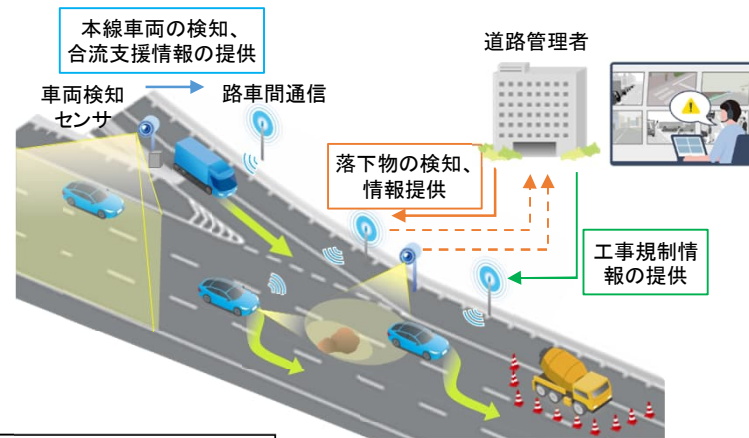 本線車両の検知、
合流支援情報の提供
道路管理者
車両検知
センサ
路車間通信
落下物の検知、
情報提供
工事規制情
報の提供